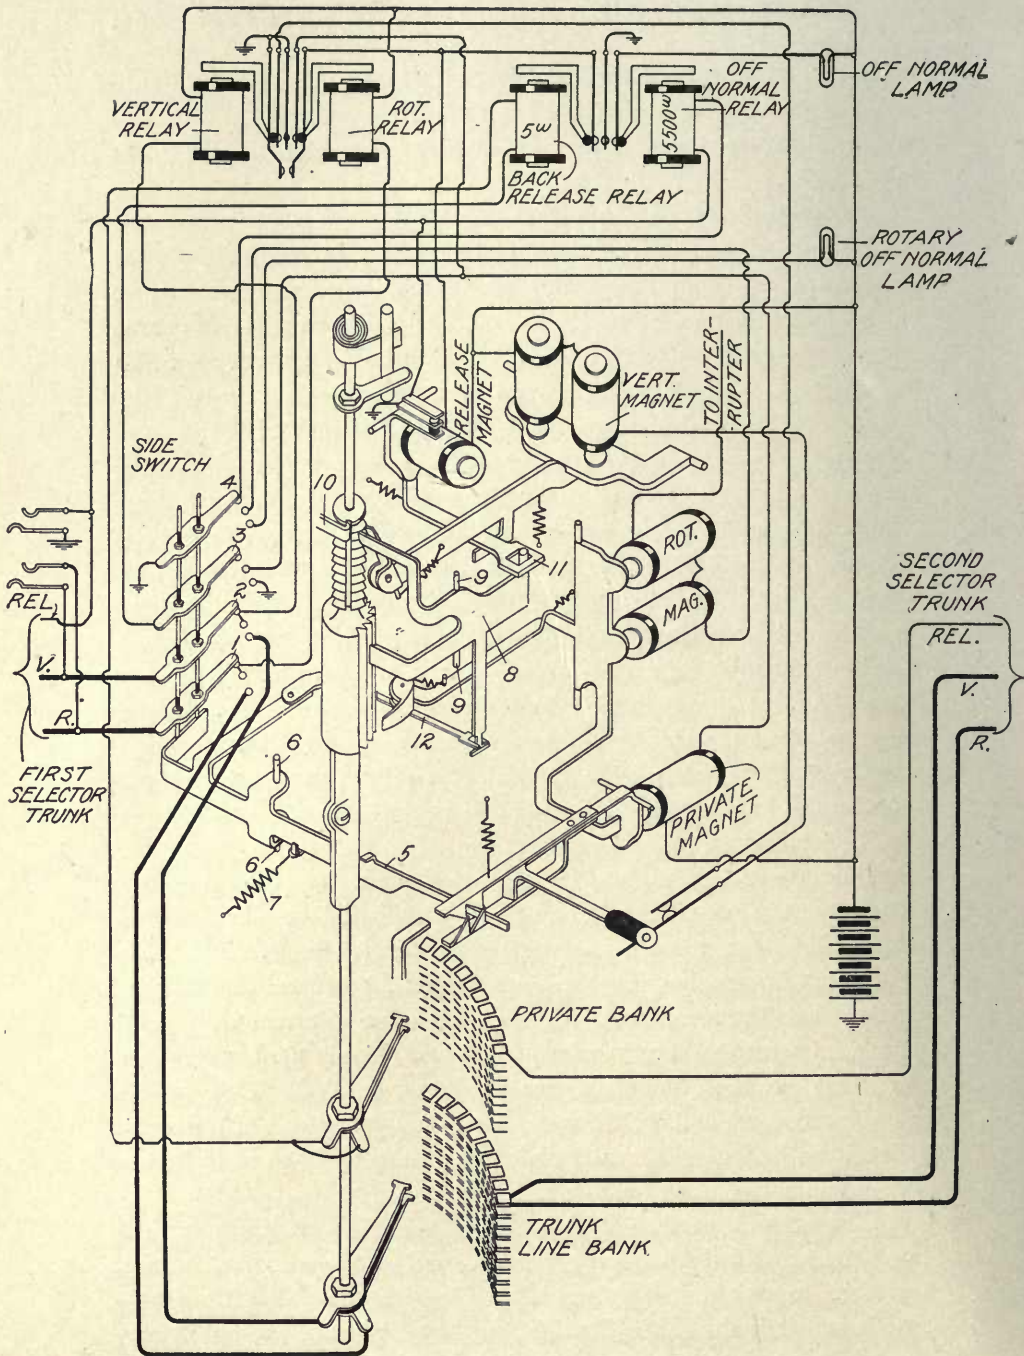 VERTICAL
RELAY
ROT.
RELAY
5ω
BACK
RELEASE RELAY
OFF
NORMAL
RELAY
5500ω
OFF NORMAL
LAMP
ROTARY
OFF NORMAL
LAMP
RELEASE
MAGNET
VERT.
MAGNET
TO INTER-
RUPTER
SIDE
SWITCH
4
3
2
1
10
11
9
8
9
12
ROT.
MAG.
SECOND
SELECTOR
TRUNK
REL.
V.
R.
REL.
V.
R.
FIRST
SELECTOR
TRUNK
6
6
7
5
PRIVATE
MAGNET
PRIVATE BANK
TRUNK
LINE BANK